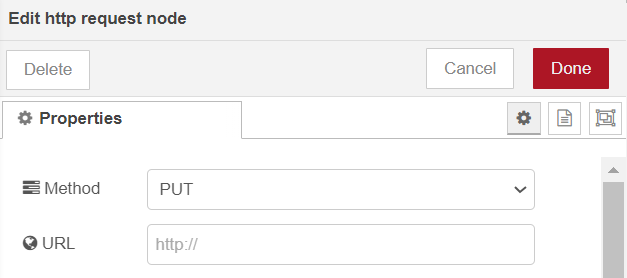 Edit http request node
Delete
Cancel
Done
Properties
Method
PUT
URL
http://